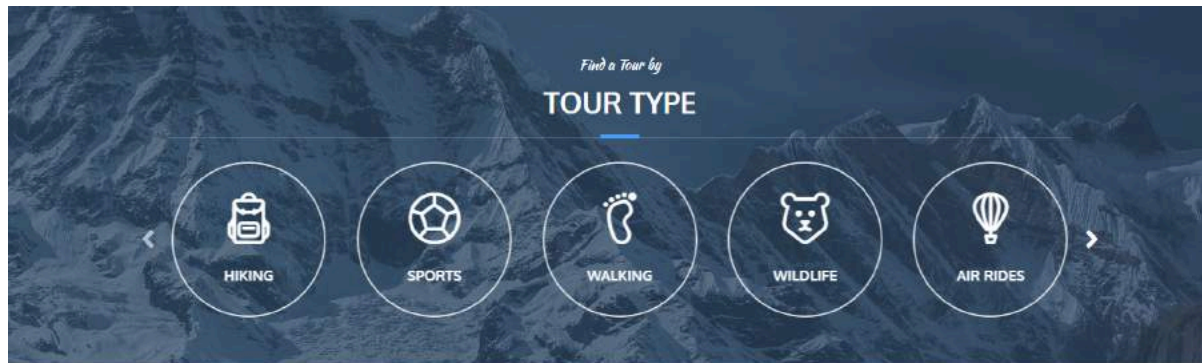 Find a Tour by
TOUR TYPE
HIKING
SPORTS
WALKING
WILDLIFE
AIR RIDES